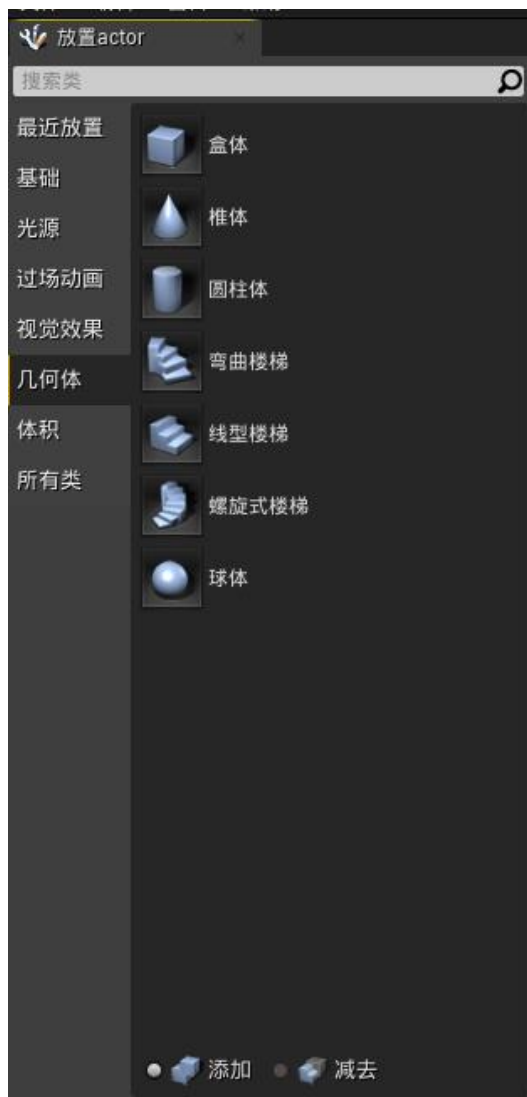 放置actor
搜索类
最近放置
基础
光源
过场动画
视觉效果
几何体
体积
所有类
盒体
椎体
圆柱体
弯曲楼梯
线型楼梯
螺旋式楼梯
球体
添加
减去